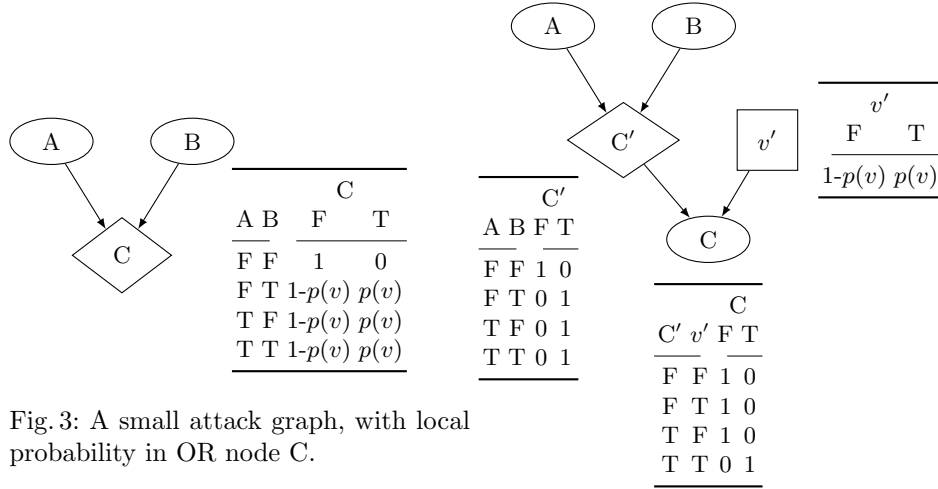 A B
C
C
A B F T
F F 1 0
F T 1-p(v) p(v)
T F 1-p(v) p(v)
T T 1-p(v) p(v)
Fig. 3: A small attack graph, with local
probability in OR node C.
A B
C′ v′
C
v′
F T
1-p(v) p(v)
C′
A B F T
F F 1 0
F T 0 1
T F 0 1
T T 0 1
C
C′ v′ F T
F F 1 0
F T 1 0
T F 1 0
T T 0 1